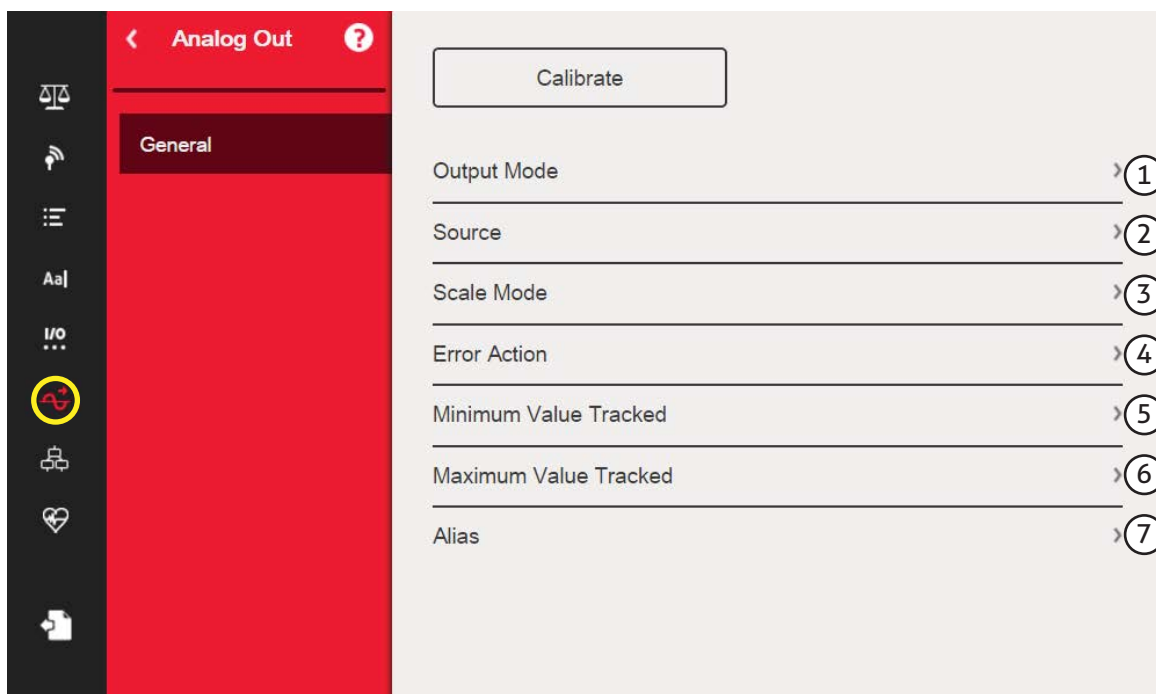 Analog Out ?
Calibrate
General
Output Mode 1
Source 2
Aa
Scale Mode 3
I/O
Error Action 4
Minimum Value Tracked 5
Maximum Value Tracked 6
Alias 7